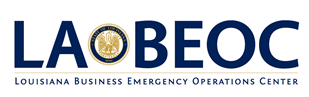 LA BEOC
LOUISIANA BUSINESS EMERGENCY OPERATIONS CENTER